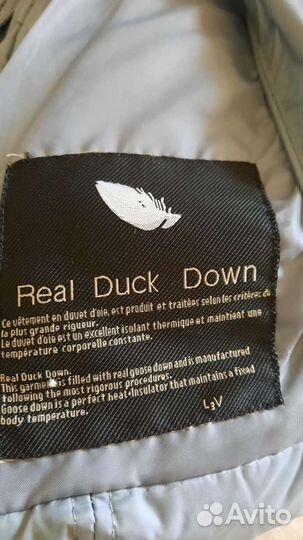 Real Duck Down
Ce vêtement en duvet d'oie, est produit et traitées selon les critères de
la plus grande rigueur.
Le duvet d'oie est un excellent isolant thermique et maintient une
température corporelle constante.
Real Duck Down.
This garment is filled with real goose down and is manufactured
following the most rigorous procedures.
Goose down is a perfect heat-insulator that maintains a fixed
body temperature.
L3V
Avito